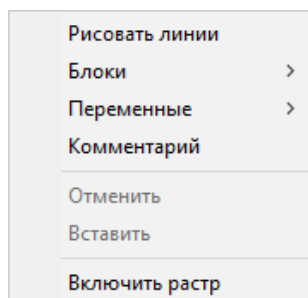 Рисовать линии
Блоки
Переменные
Комментарий
Отменить
Вставить
Включить растр